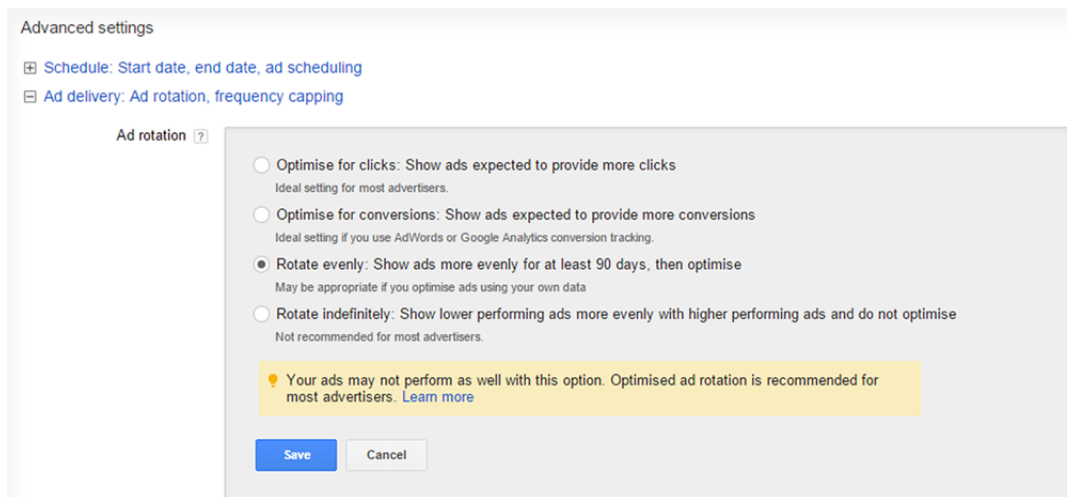 Advanced settings
Schedule: Start date, end date, ad scheduling
Ad delivery: Ad rotation, frequency capping
Ad rotation ?
Optimise for clicks: Show ads expected to provide more clicks
Ideal setting for most advertisers.
Optimise for conversions: Show ads expected to provide more conversions
Ideal setting if you use AdWords or Google Analytics conversion tracking.
Rotate evenly: Show ads more evenly for at least 90 days, then optimise
May be appropriate if you optimise ads using your own data
Rotate indefinitely: Show lower performing ads more evenly with higher performing ads and do not optimise
Not recommended for most advertisers.
Your ads may not perform as well with this option. Optimised ad rotation is recommended for
most advertisers. Learn more
Save Cancel